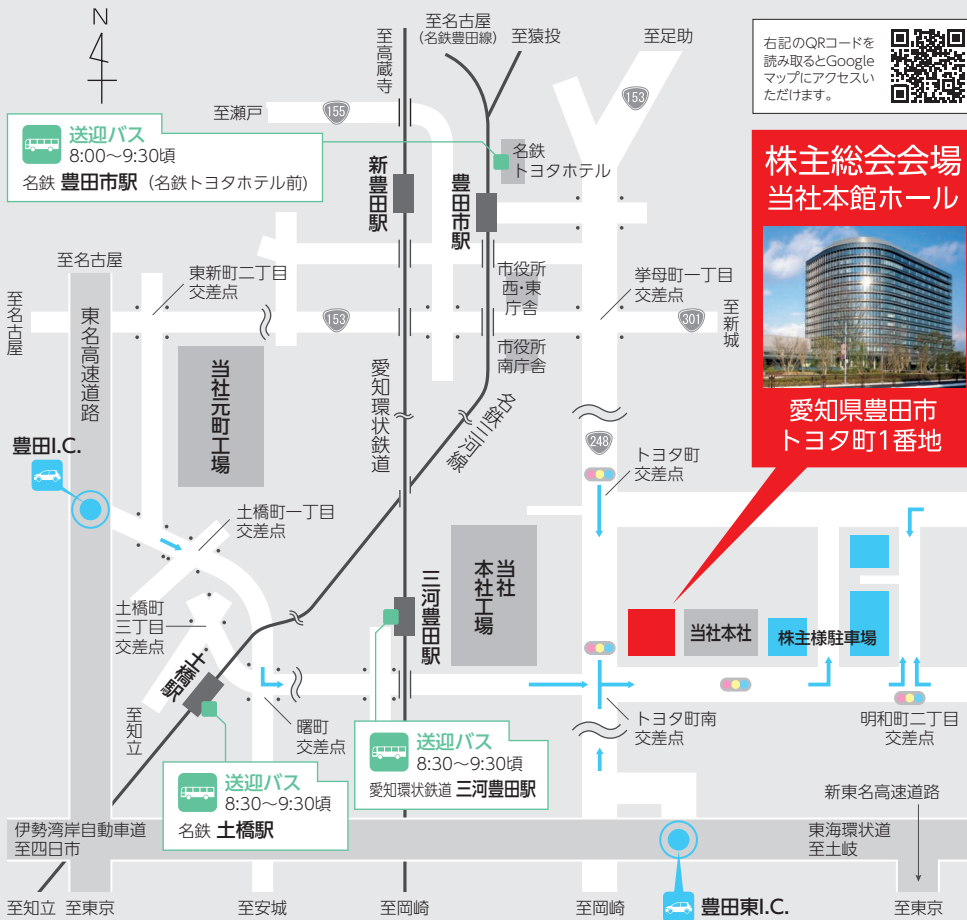 N
至高蔵寺
至名古屋
(名鉄豊田線)
至猿投
至足助
右記のQRコードを
読み取るとGoogle
マップにアクセスい
ただけます。
至瀬戸
155
153
送迎バス
8:00〜9:30頃
名鉄 豊田市駅 (名鉄トヨタホテル前)
名鉄
トヨタホテル
新豊田駅
豊田市駅
株主総会会場
当社本館ホール
愛知県豊田市
トヨタ町1番地
至名古屋
至名古屋
東名高速道路
東新町二丁目
交差点
153
市役所
西・東
庁舎
挙母町一丁目
交差点
301
至新城
市役所
南庁舎
当社元町工場
愛知環状鉄道
名鉄三河線
248
トヨタ町
交差点
豊田I.C.
土橋町一丁目
交差点
当社
本社工場
三河豊田駅
土橋町
三丁目
交差点
当社本社
株主様駐車場
土橋駅
至知立
曙町
交差点
トヨタ町南
交差点
明和町二丁目
交差点
送迎バス
8:30〜9:30頃
愛知環状鉄道 三河豊田駅
送迎バス
8:30〜9:30頃
名鉄 土橋駅
新東名高速道路
伊勢湾岸自動車道
至四日市
東海環状道
至土岐
至知立
至東京
至安城
至岡崎
至岡崎
豊田東I.C.
至東京